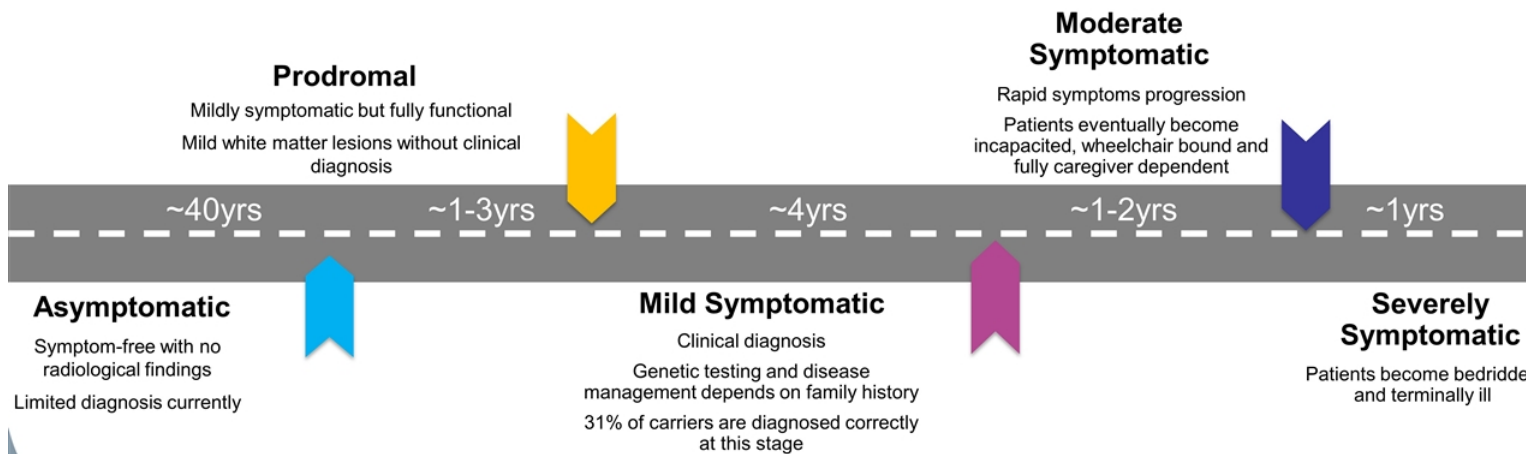 Prodromal
Mildly symptomatic but fully functional
Mild white matter lesions without clinical
diagnosis
Moderate
Symptomatic
Rapid symptoms progression
Patients eventually become
incapacited, wheelchair bound and
fully caregiver dependent
~40yrs
~1-3yrs
~4yrs
~1-2yrs
~1yrs
Asymptomatic
Symptom-free with no
radiological findings
Limited diagnosis currently
Mild Symptomatic
Clinical diagnosis
Genetic testing and disease
management depends on family history
31% of carriers are diagnosed correctly
at this stage
Severely
Symptomatic
Patients become bedridde
and terminally ill